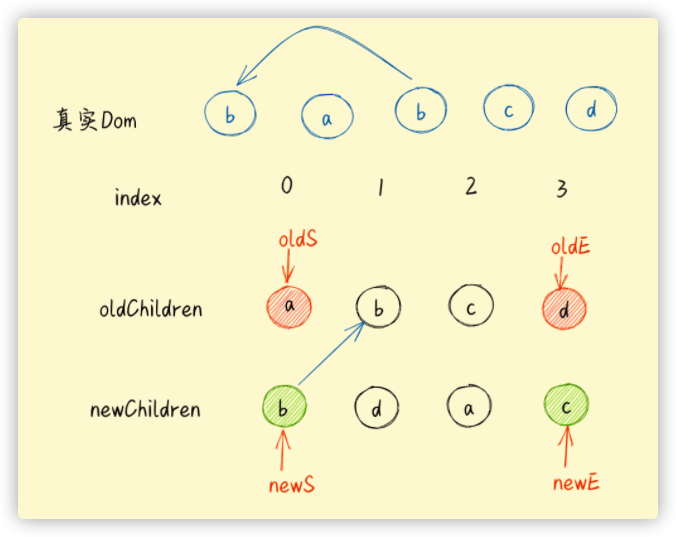 真实Dom b a b c d
index 0 1 2 3
oldS oldE
oldChildren a b c d
newChildren b d a c
newS newE